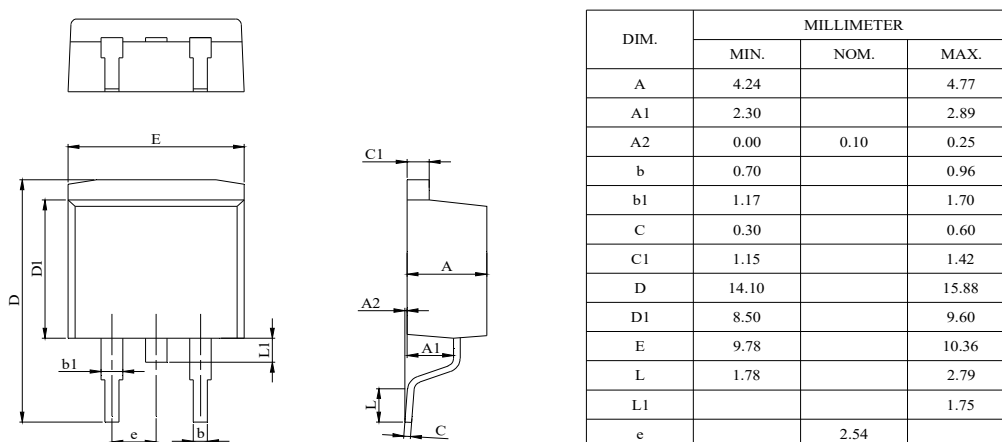 E
D
D1
b1
L1
e
b
C1
A
A2
A1
L
C
DIM. MILLIMETER
MIN. NOM. MAX.
A 4.24 4.77
A1 2.30 2.89
A2 0.00 0.10 0.25
b 0.70 0.96
b1 1.17 1.70
C 0.30 0.60
C1 1.15 1.42
D 14.10 15.88
D1 8.50 9.60
E 9.78 10.36
L 1.78 2.79
L1 1.75
e 2.54